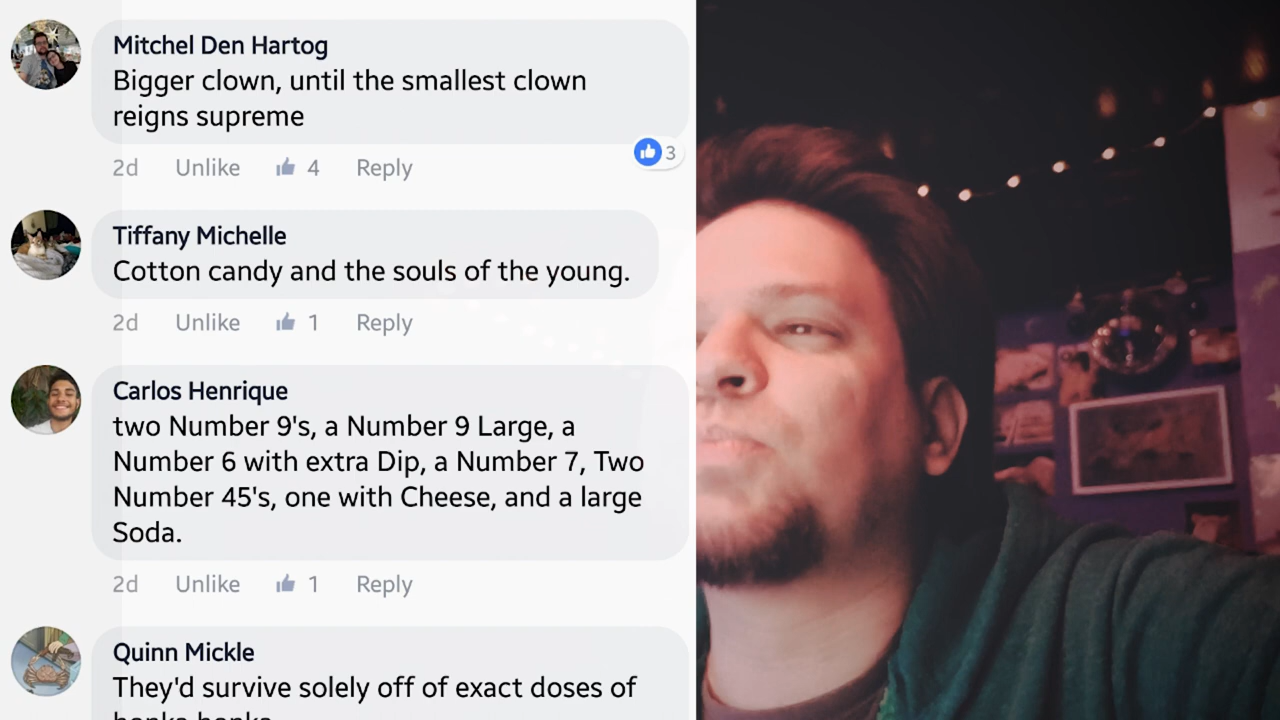 Mitchel Den Hartog
Bigger clown, until the smallest clown
reigns supreme
3
2d Unlike 4 Reply
Tiffany Michelle
Cotton candy and the souls of the young.
2d Unlike 1 Reply
Carlos Henrique
two Number 9's, a Number 9 Large, a
Number 6 with extra Dip, a Number 7, Two
Number 45's, one with Cheese, and a large
Soda.
2d Unlike 1 Reply
Quinn Mickle
They'd survive solely off of exact doses of